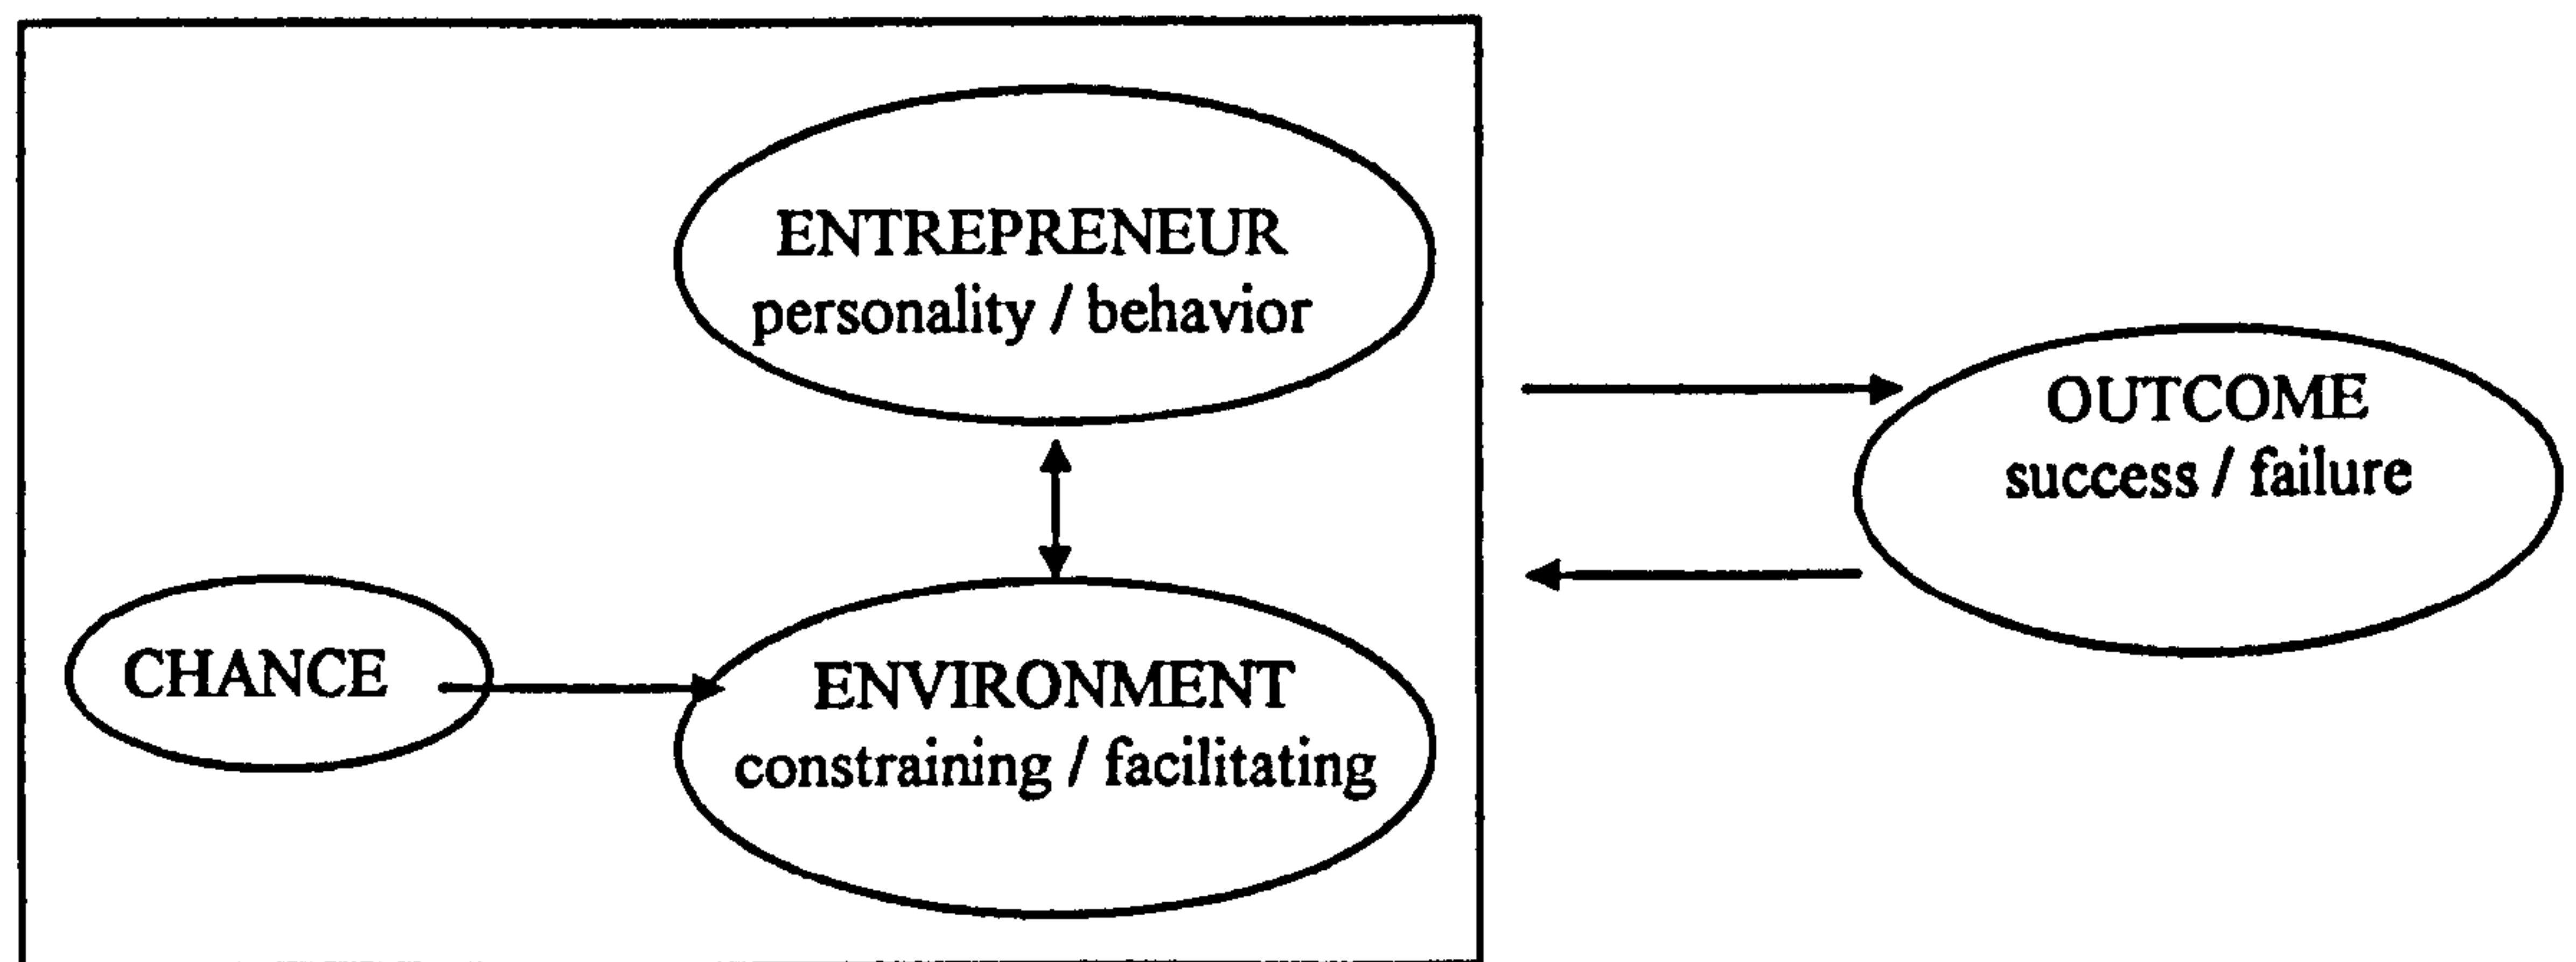 ENTREPRENEUR
personality / behavior
OUTCOME
success / failure
CHANCE
ENVIRONMENT
constraining / facilitating